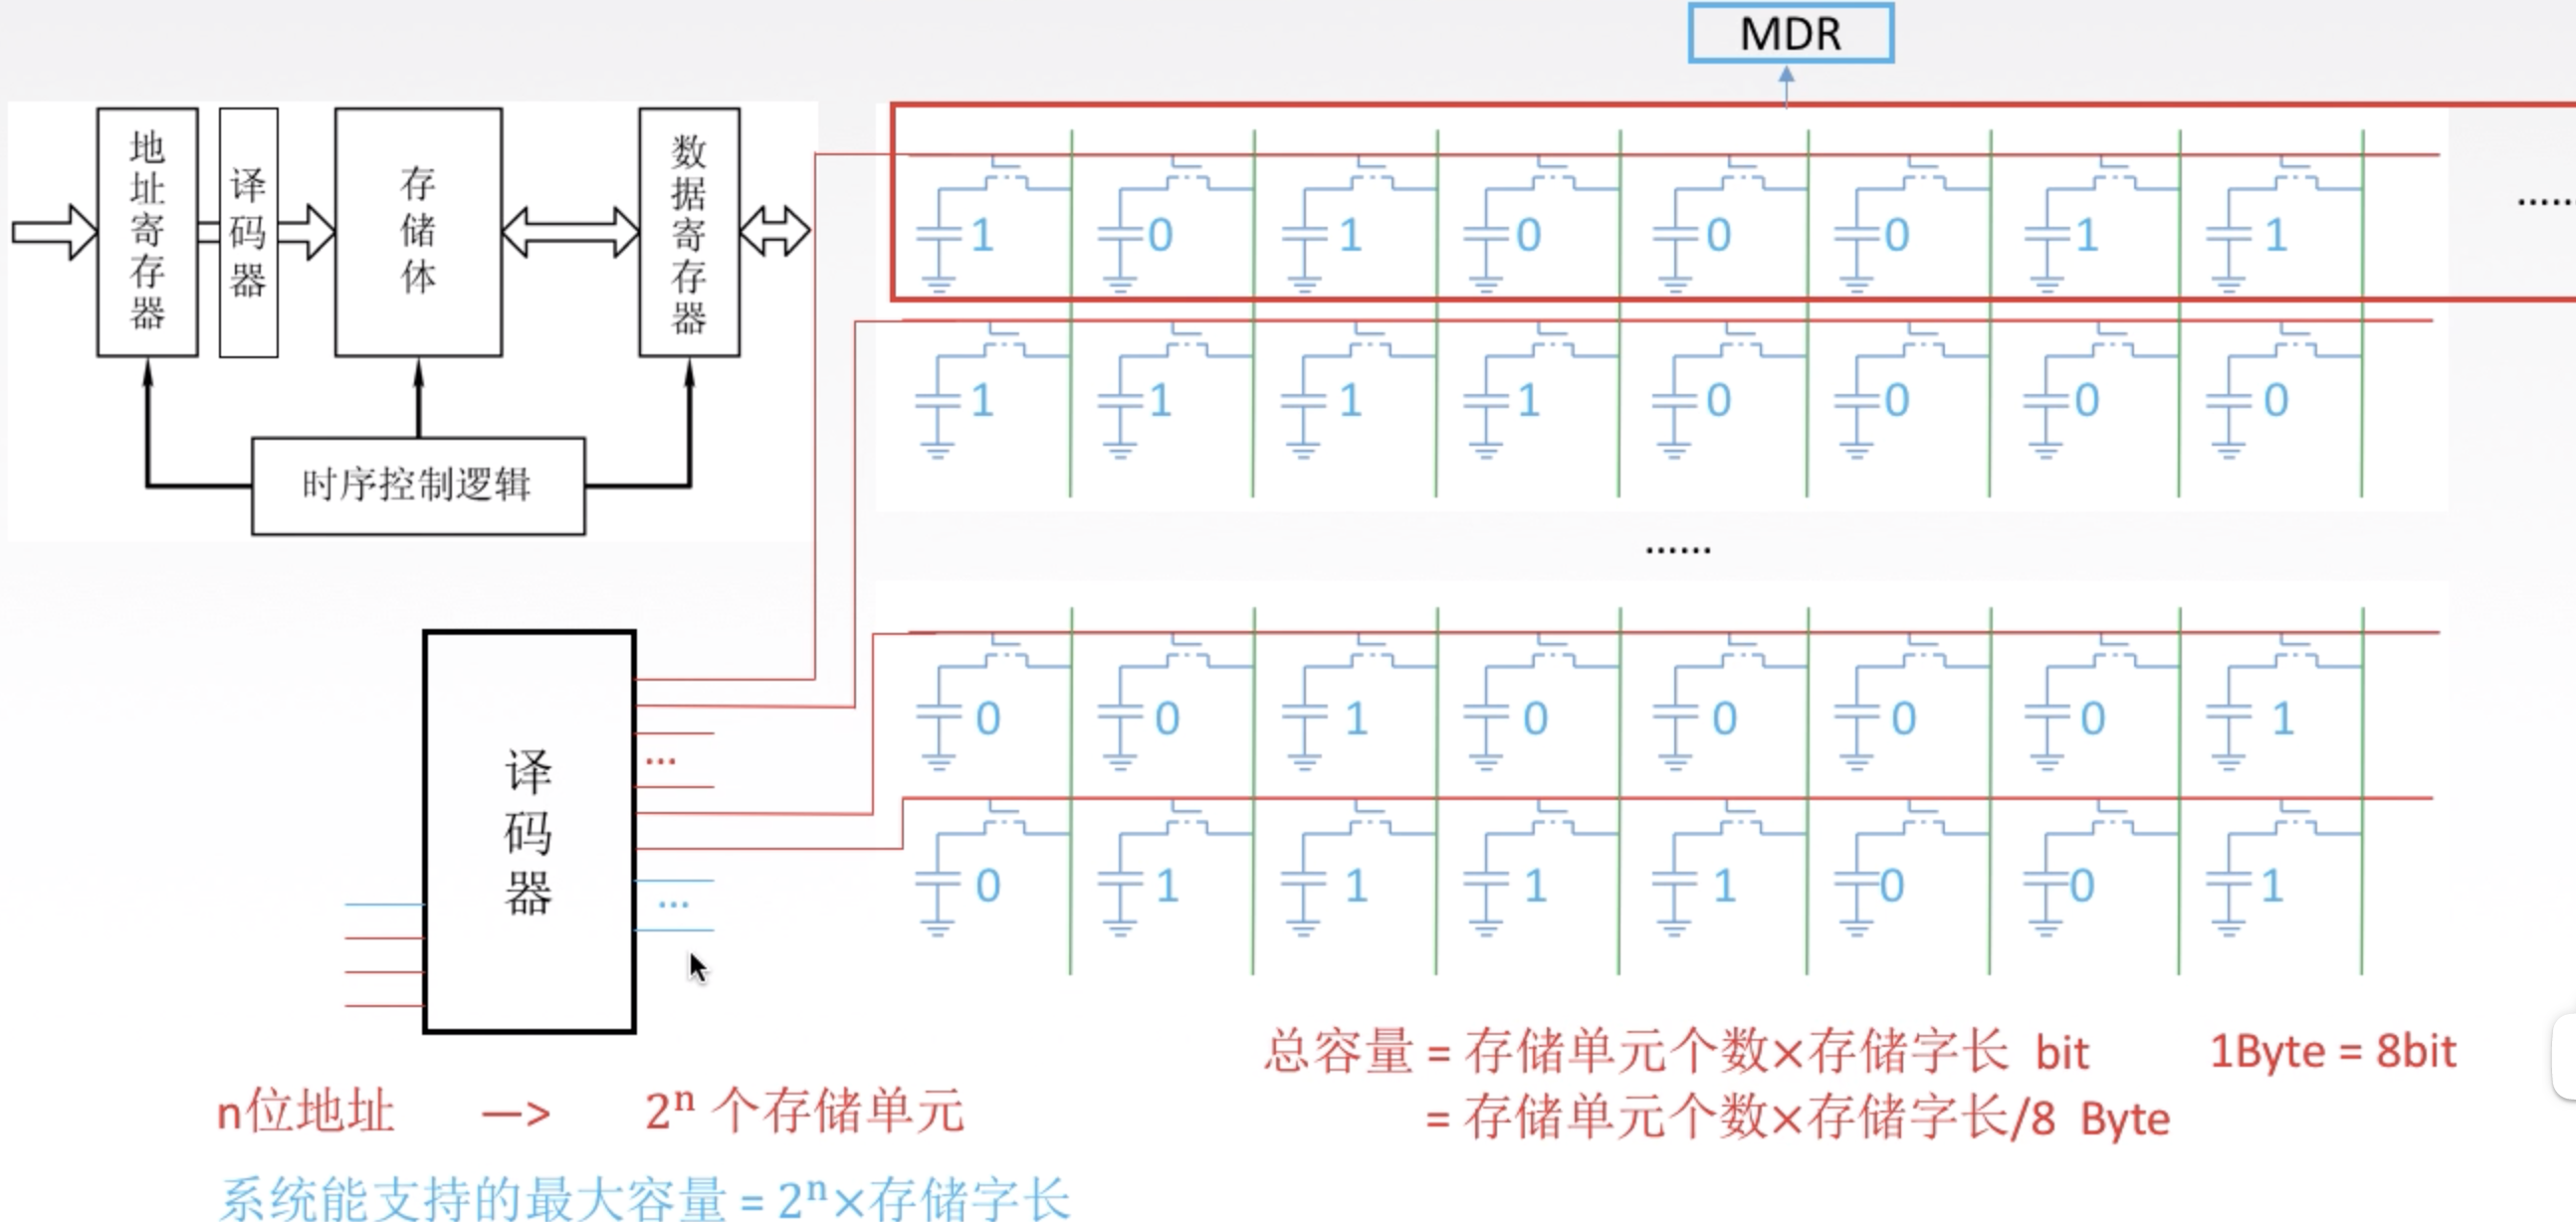 MDR
地址寄存器
译码器
存储体
数据寄存器
时序控制逻辑
1 0 1 0 0 0 1 1
......
1 1 1 1 0 0 0 0
......
0 0 1 0 0 0 0 1
0 1 1 1 1 0 0 1
译码器
...
...
总容量 = 存储单元个数×存储字长 bit 1Byte = 8bit
= 存储单元个数×存储字长/8 Byte
n位地址 —> 2ⁿ 个存储单元
系统能支持的最大容量 = 2ⁿ×存储字长